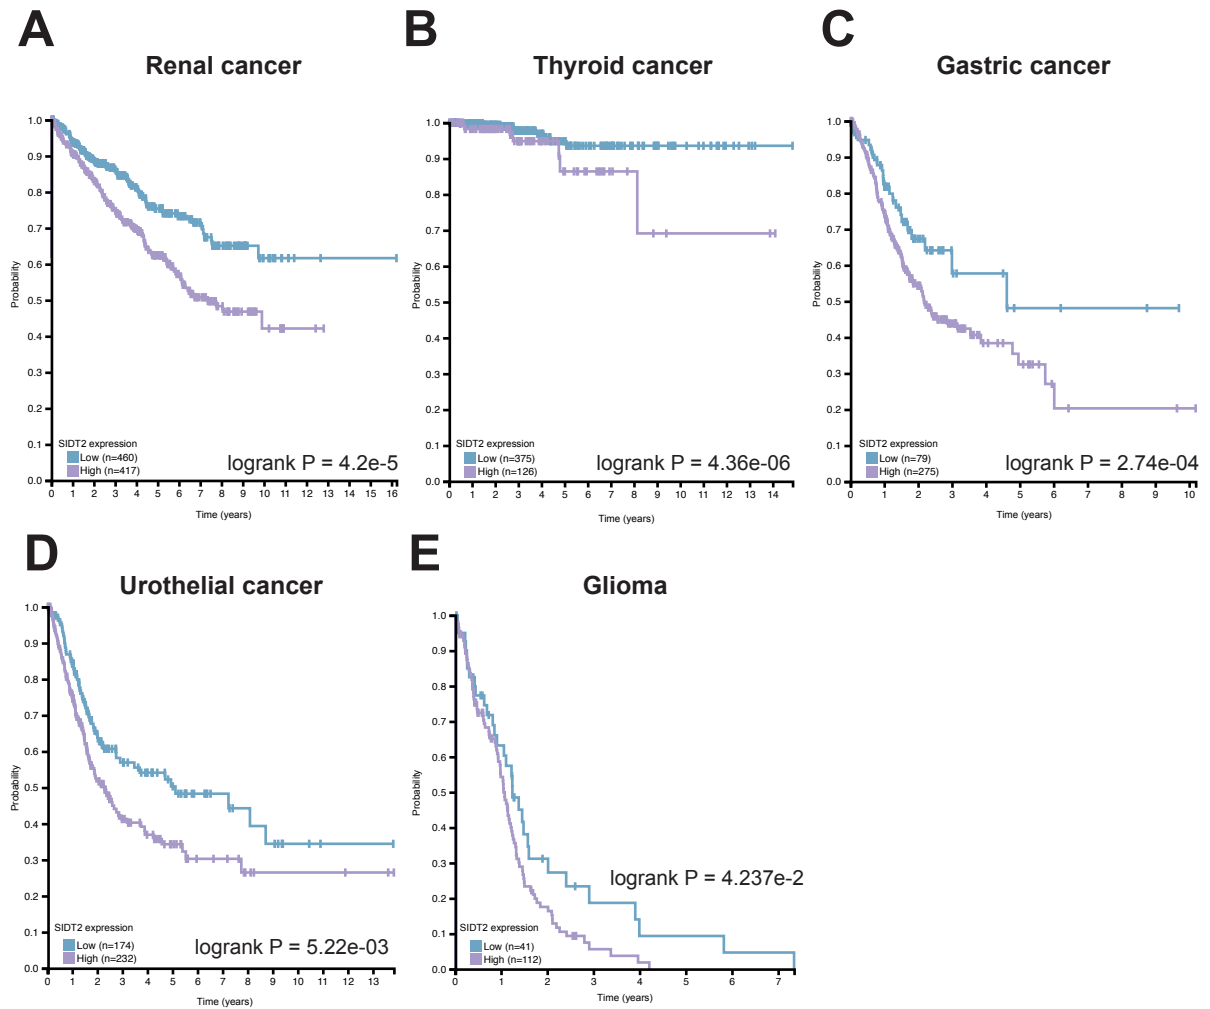 A
Renal cancer
1.0
0.9
0.8
0.7
0.6
0.5
0.4
0.3
0.2
0.1
0.0
Probability
SIDT2 expression
Low (n=460)
High (n=417)
logrank P = 4.2e-5
0 1 2 3 4 5 6 7 8 9 10 11 12 13 14 15 16
Time (years)
B
Thyroid cancer
1.0
0.9
0.8
0.7
0.6
0.5
0.4
0.3
0.2
0.1
0.0
Probability
SIDT2 expression
Low (n=375)
High (n=126)
logrank P = 4.36e-06
0 1 2 3 4 5 6 7 8 9 10 11 12 13 14
Time (years)
C
Gastric cancer
1.0
0.9
0.8
0.7
0.6
0.5
0.4
0.3
0.2
0.1
0.0
Probability
SIDT2 expression
Low (n=79)
High (n=275)
logrank P = 2.74e-04
0 1 2 3 4 5 6 7 8 9 10
Time (years)
D
Urothelial cancer
1.0
0.9
0.8
0.7
0.6
0.5
0.4
0.3
0.2
0.1
0.0
Probability
SIDT2 expression
Low (n=174)
High (n=232)
logrank P = 5.22e-03
0 1 2 3 4 5 6 7 8 9 10 11 12 13
Time (years)
E
Glioma
1.0
0.9
0.8
0.7
0.6
0.5
0.4
0.3
0.2
0.1
0.0
Probability
logrank P = 4.237e-2
SIDT2 expression
Low (n=41)
High (n=112)
0 1 2 3 4 5 6 7
Time (years)